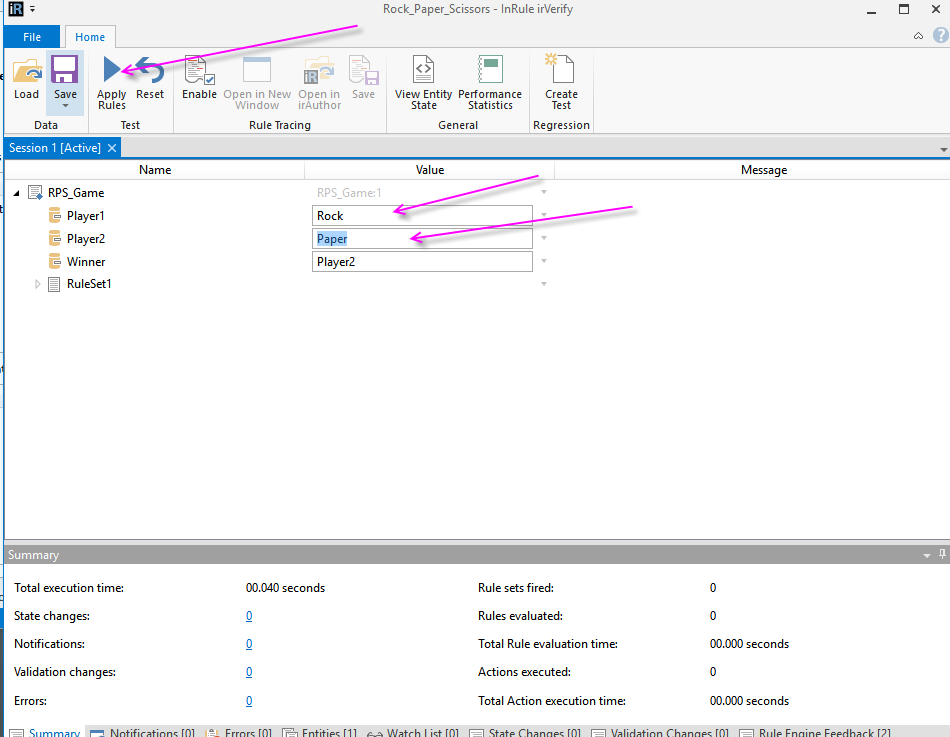 iR Rock_Paper_Scissors - InRule irVerify
File Home
Load Save Apply Rules Reset Enable Open in New Window Open in irAuthor Save View Entity State Performance Statistics Create Test
Data Test Rule Tracing General Regression
Session 1 [Active]
Name Value Message
RPS_Game RPS_Game:1
Player1 Rock
Player2 Paper
Winner Player2
RuleSet1
Summary
Total execution time: 00.040 seconds Rule sets fired: 0
State changes: 0 Rules evaluated: 0
Notifications: 0 Total Rule evaluation time: 00.000 seconds
Validation changes: 0 Actions executed: 0
Errors: 0 Total Action execution time: 00.000 seconds
Summary Notifications [0] Errors [0] Entities [1] Watch List [0] State Changes [0] Validation Changes [0] Rule Engine Feedback [2]